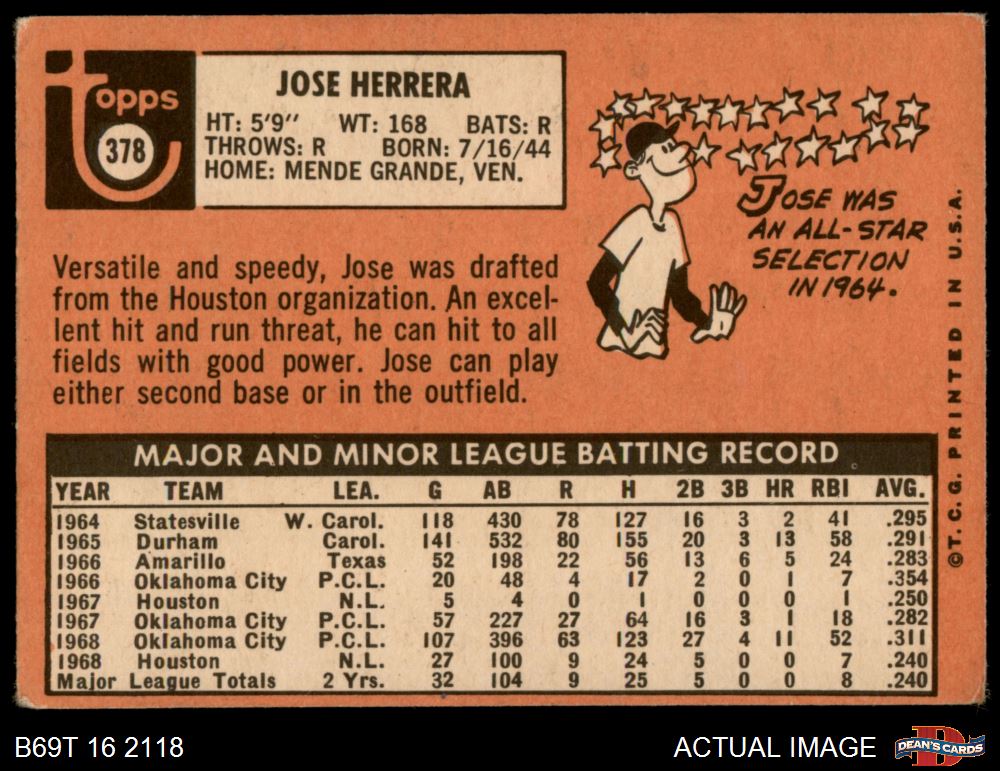 Topps
378
JOSE HERRERA
HT: 5'9" WT: 168 BATS: R
THROWS: R BORN: 7/16/44
HOME: MENDE GRANDE, VEN.
JOSE WAS
AN ALL-STAR
SELECTION
IN 1964.
Versatile and speedy, Jose was drafted
from the Houston organization. An excel-
lent hit and run threat, he can hit to all
fields with good power. Jose can play
either second base or in the outfield.
MAJOR AND MINOR LEAGUE BATTING RECORD
YEAR TEAM LEA. G AB R H 2B 3B HR RBI AVG.
1964 Statesville W. Carol. 118 430 78 127 16 3 2 41 .295
1965 Durham Carol. 141 532 80 155 20 3 13 58 .291
1966 Amarillo Texas 52 198 22 56 13 6 5 24 .283
1966 Oklahoma City P.C.L. 20 48 4 17 2 0 1 7 .354
1967 Houston N.L. 5 4 0 1 0 0 0 1 .250
1967 Oklahoma City P.C.L. 57 227 27 64 16 3 1 18 .282
1968 Oklahoma City P.C.L. 107 396 63 123 27 4 11 52 .311
1968 Houston N.L. 27 100 9 24 5 0 0 7 .240
Major League Totals 2 Yrs. 32 104 9 25 5 0 0 8 .240
©T. C. G. PRINTED IN U.S.A.
B69T 16 2118
ACTUAL IMAGE
D
DEAN'S CARDS